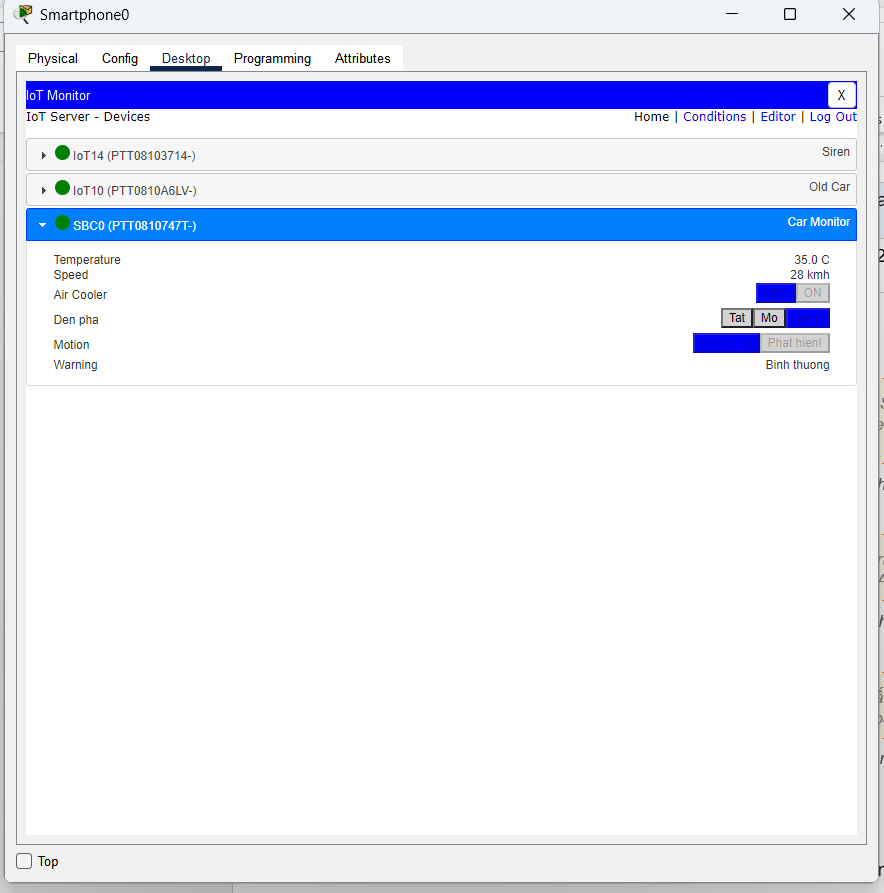 Smartphone0
Physical Config Desktop Programming Attributes
IoT Monitor X
IoT Server - Devices Home | Conditions | Editor | Log Out
IoT14 (PTT08103714-) Siren
IoT10 (PTT0810A6LV-) Old Car
SBC0 (PTT0810747T-) Car Monitor
Temperature 35.0 C
Speed 28 kmh
Air Cooler ON
Den pha Tat Mo
Motion Phat hien!
Warning Binh thuong
Top